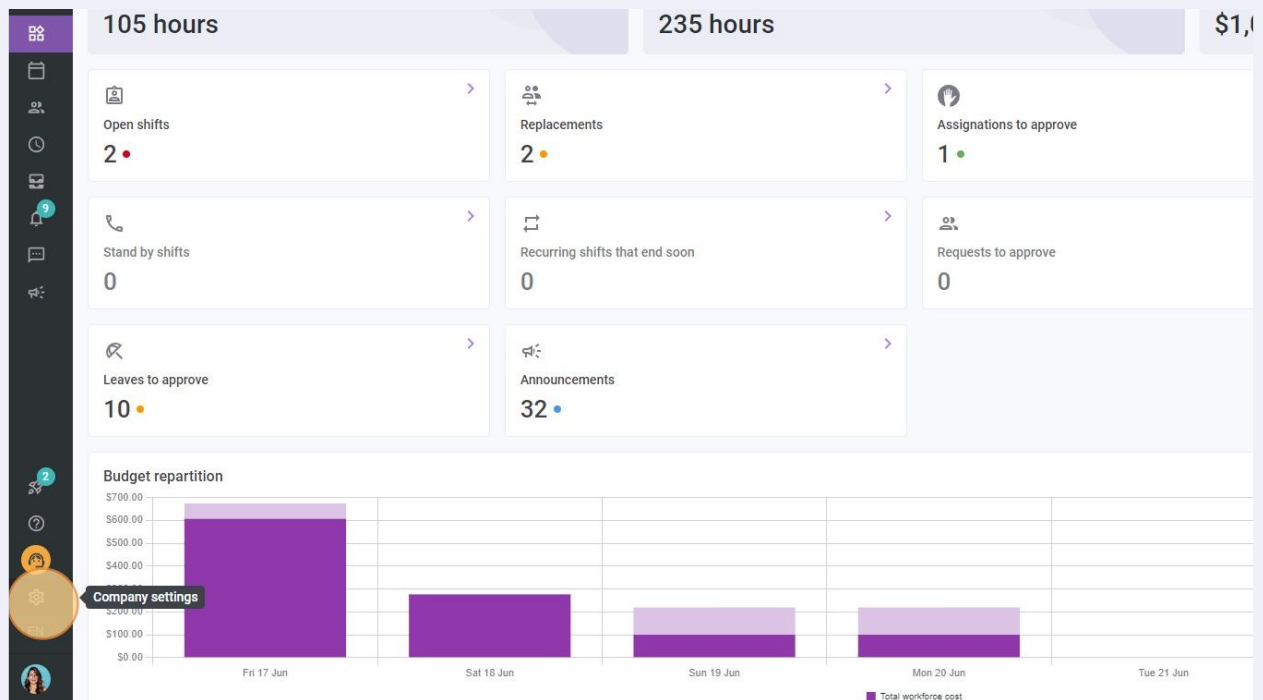 105 hours
235 hours
Open shifts
2
Replacements
2
Assignations to approve
1
9
Stand by shifts
0
Recurring shifts that end soon
0
Requests to approve
0
Leaves to approve
10
Announcements
32
2
Budget repartition
$700.00
$600.00
$500.00
$400.00
Company settings
$200.00
EN
$100.00
$0.00
Fri 17 Jun
Sat 18 Jun
Sun 19 Jun
Mon 20 Jun
Tue 21 Jun
Total workforce cost